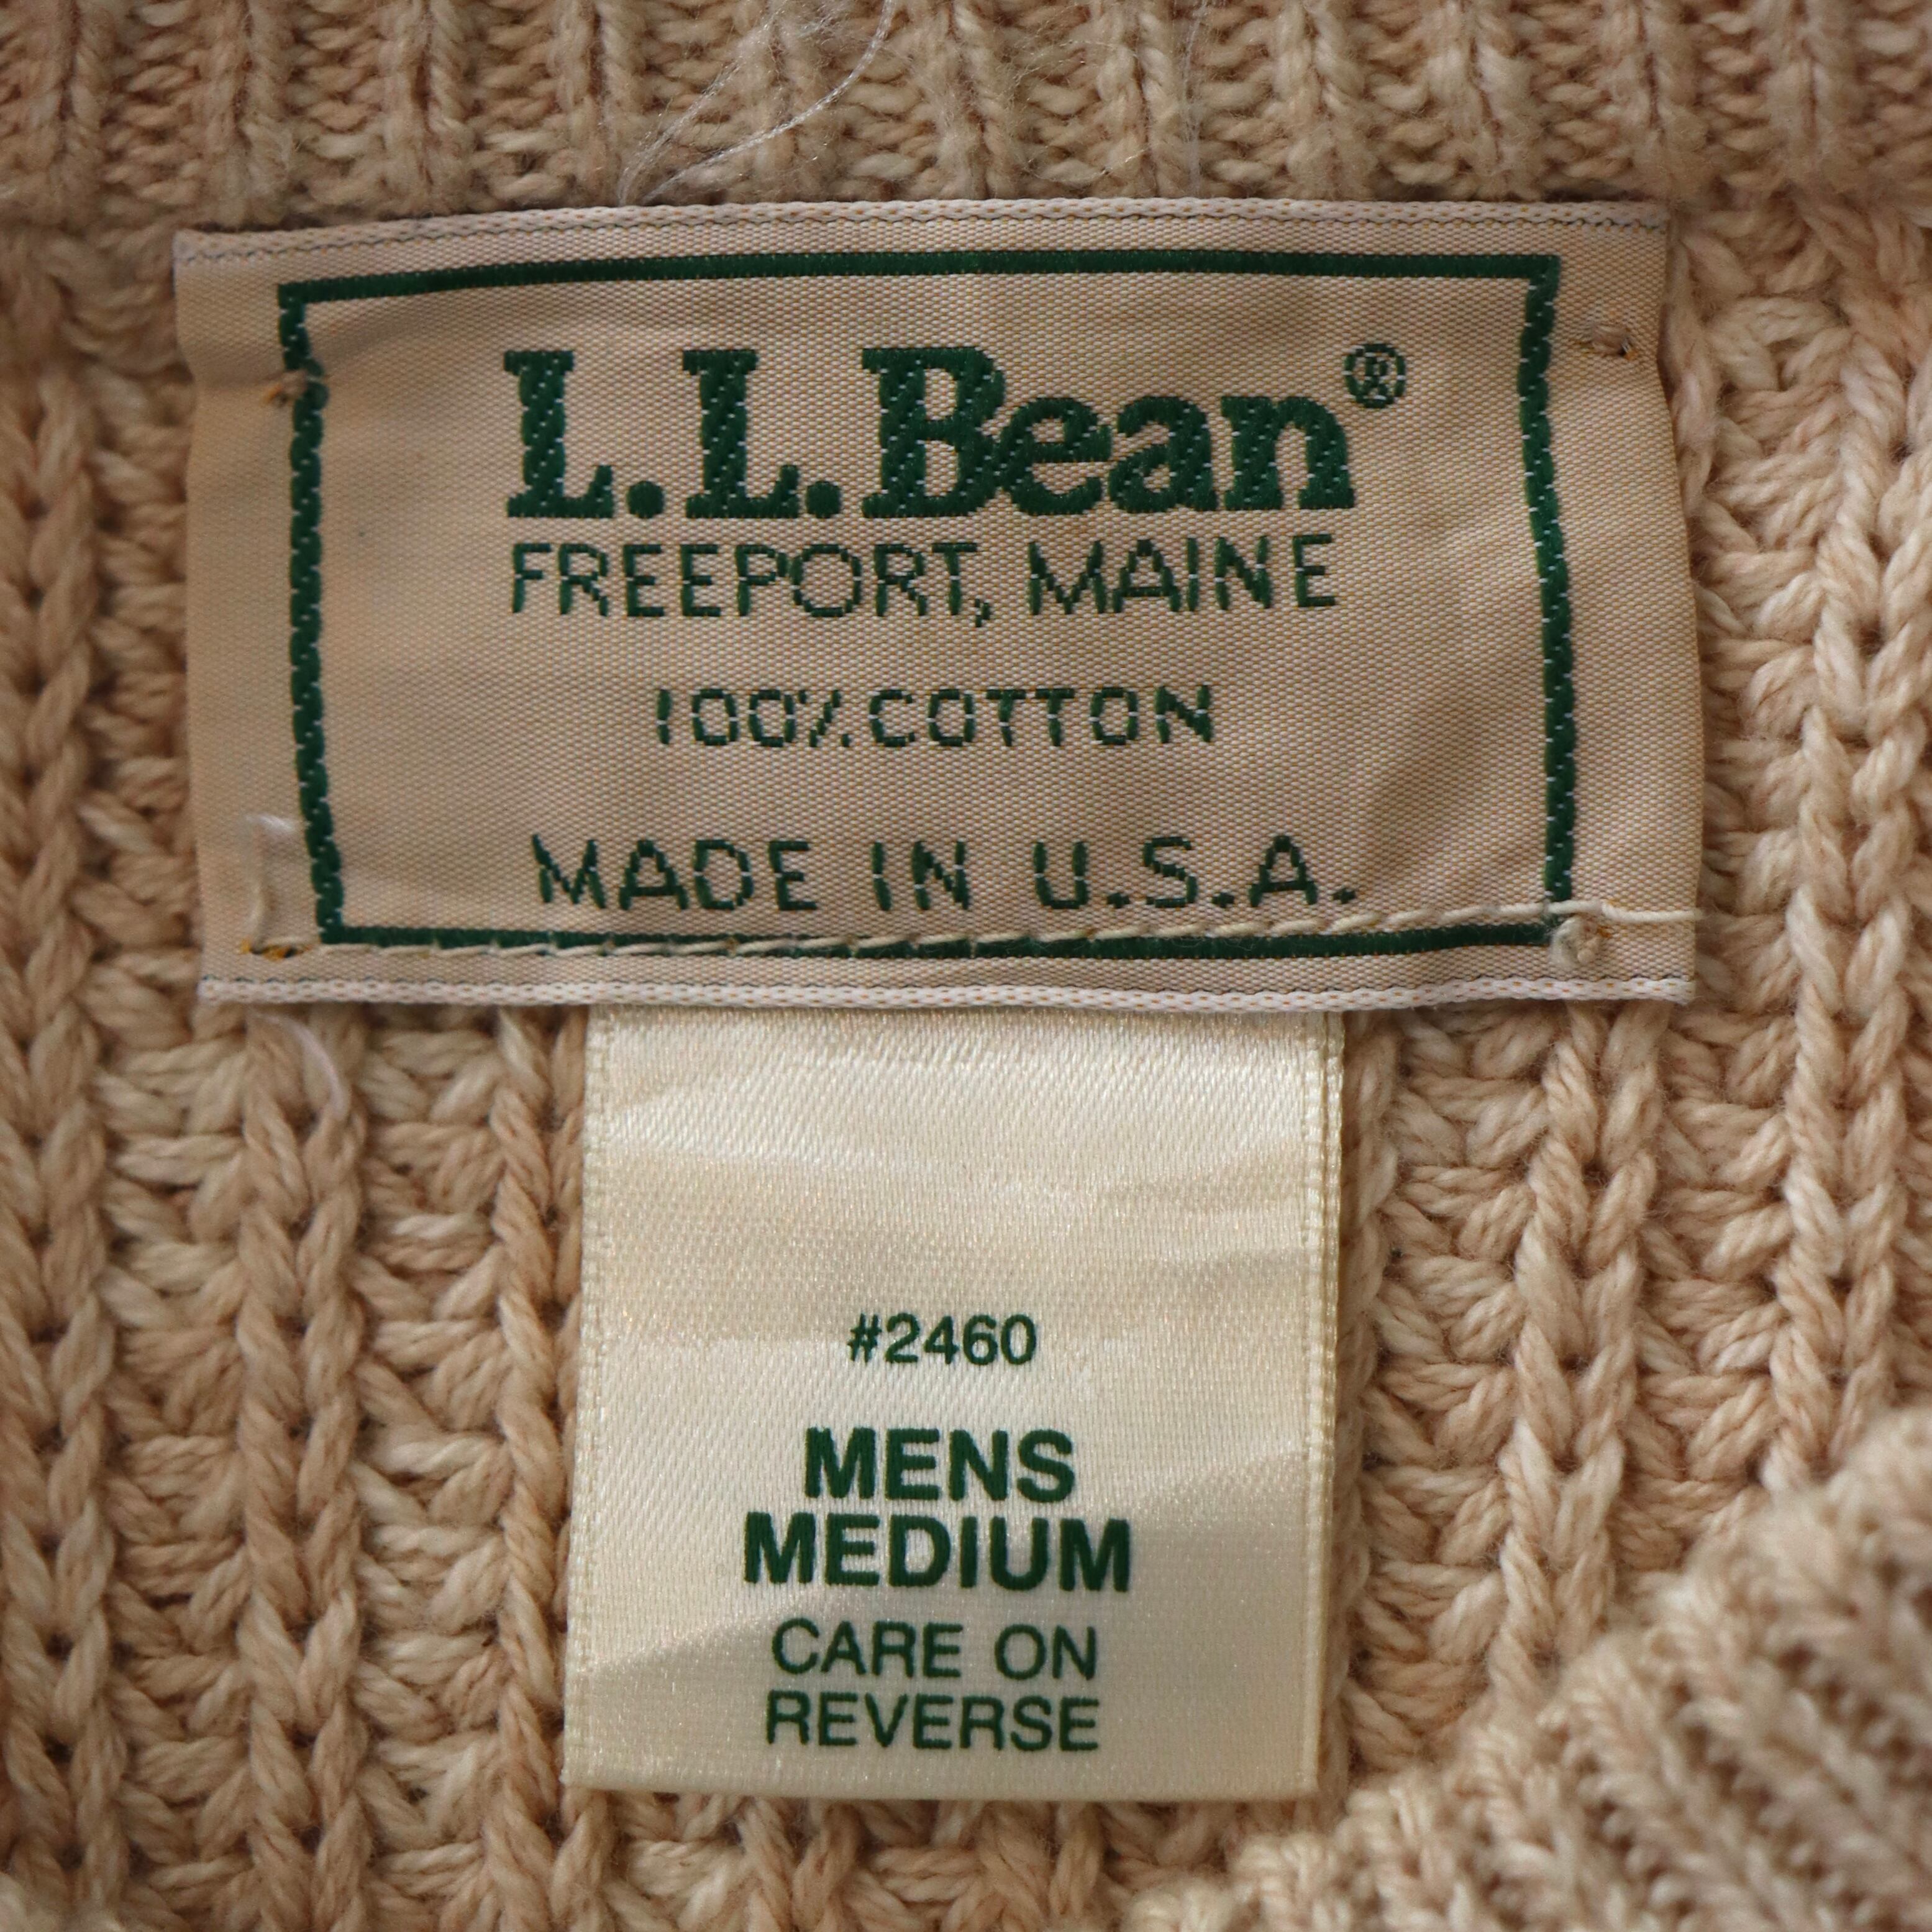 L.L.Bean®
FREEPORT, MAINE
100% COTTON
MADE IN U.S.A.
#2460
MENS
MEDIUM
CARE ON
REVERSE